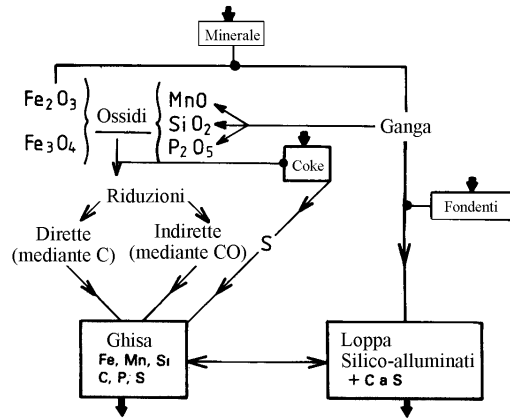 Minerale
Fe2O3
Fe3O4
Ossidi
MnO
SiO2
P2O5
Ganga
Coke
Riduzioni
Fondenti
Dirette
(mediante C)
Indirette
(mediante CO)
S
Ghisa
Fe, Mn, Si
C, P, S
Loppa
Silico-alluminati
+ CaS